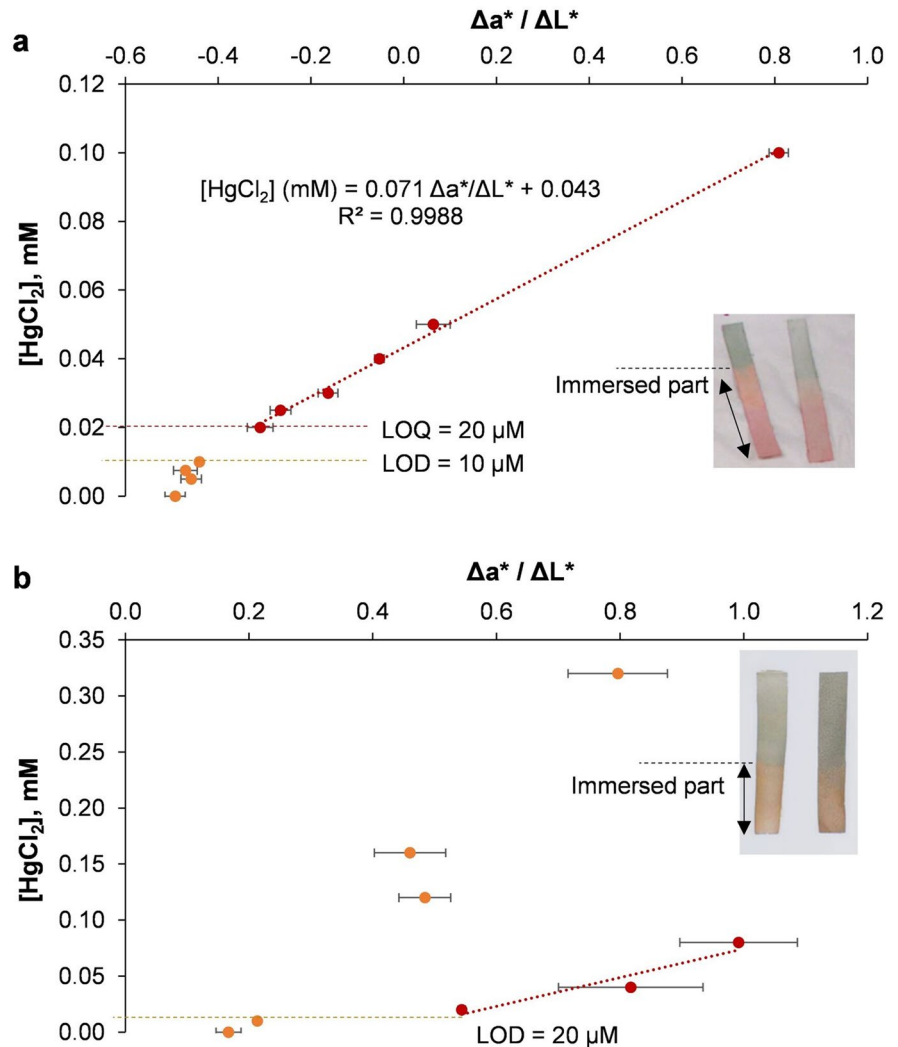 a
Δa* / ΔL*
-0.6 -0.4 -0.2 0.0 0.2 0.4 0.6 0.8 1.0
0.12
0.10
[HgCl₂] (mM) = 0.071 Δa*/ΔL* + 0.043
R² = 0.9988
0.08
[HgCl₂], mM
0.06
0.04
Immersed part
0.02
LOQ = 20 µM
LOD = 10 µM
0.00
b
Δa* / ΔL*
0.0 0.2 0.4 0.6 0.8 1.0 1.2
0.35
0.30
0.25
[HgCl₂], mM
Immersed part
0.20
0.15
0.10
0.05
0.00
LOD = 20 µM